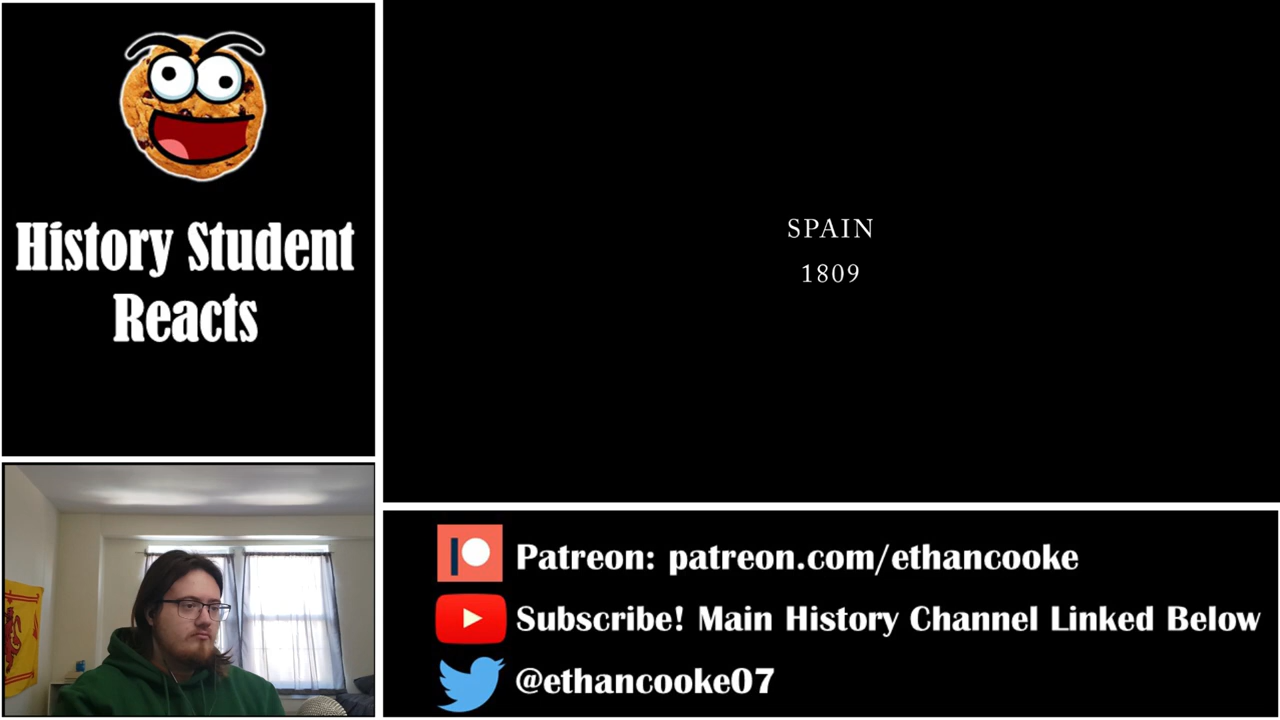 History Student
Reacts
SPAIN
1809
Patreon: patreon.com/ethancooke
Subscribe! Main History Channel Linked Below
@ethancooke07